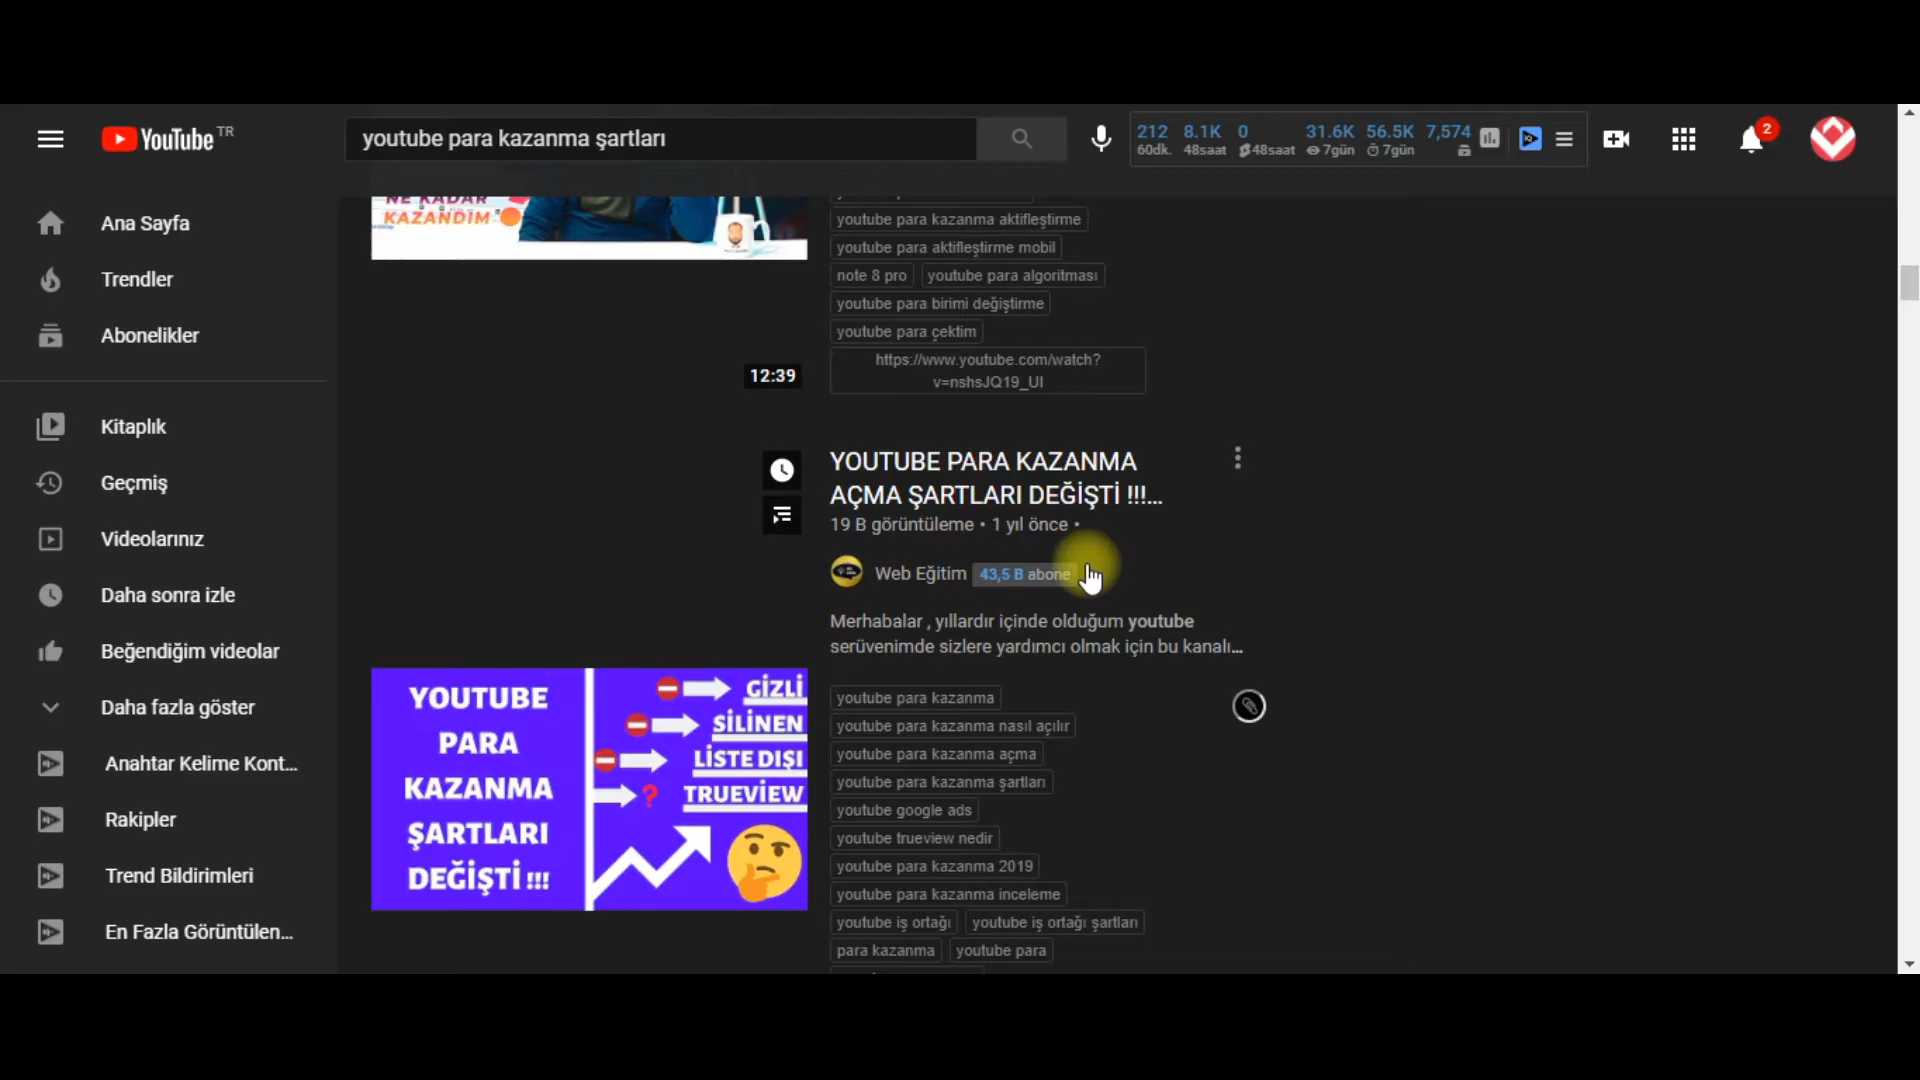 YouTube TR
youtube para kazanma şartları
212 8.1K 0 31.6K 56.5K 7,574
60dk. 48saat 48saat 7gün 7gün
2
Ana Sayfa
Trendler
Abonelikler
Kitaplık
Geçmiş
Videolarınız
Daha sonra izle
Beğendiğim videolar
Daha fazla göster
Anahtar Kelime Kont...
Rakipler
Trend Bildirimleri
En Fazla Görüntülen...
NE KADAR
KAZANDIM
12:39
youtube para kazanma aktifleştirme
youtube para aktifleştirme mobil
note 8 pro youtube para algoritması
youtube para birimi değiştirme
youtube para çektim
https://www.youtube.com/watch?
v=nshsJQ19_UI
YOUTUBE PARA KAZANMA
AÇMA ŞARTLARI DEĞİŞTİ !!!...
19 B görüntüleme • 1 yıl önce •
Web Eğitim 43,5 B abone
Merhabalar , yıllardır içinde olduğum youtube
serüvenimde sizlere yardımcı olmak için bu kanalı...
YOUTUBE
PARA
KAZANMA
ŞARTLARI
DEĞİŞTİ !!!
GİZLİ
SİLİNEN
LİSTE DIŞI
? TRUEVİEW
youtube para kazanma
youtube para kazanma nasıl açılır
youtube para kazanma açma
youtube para kazanma şartları
youtube google ads
youtube trueview nedir
youtube para kazanma 2019
youtube para kazanma inceleme
youtube iş ortağı youtube iş ortağı şartları
para kazanma youtube para